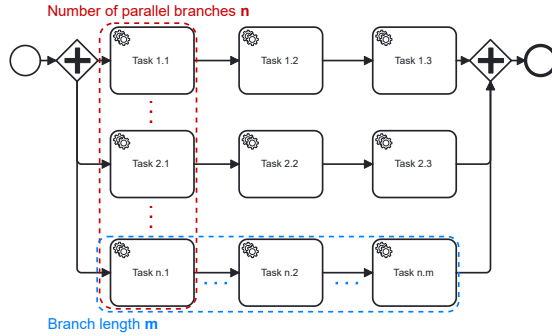 Number of parallel branches n
Task 1.1
Task 1.2
Task 1.3
Task 2.1
Task 2.2
Task 2.3
Task n.1
Task n.2
Task n.m
Branch length m